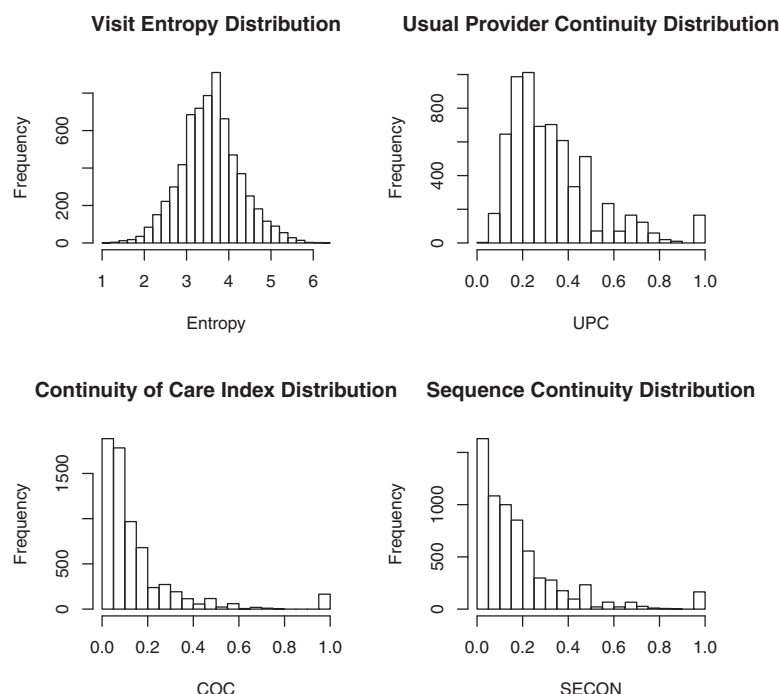 Visit Entropy Distribution
Frequency
0
200
600
1 2 3 4 5 6
Entropy
Usual Provider Continuity Distribution
Frequency
0
400
800
0.0 0.2 0.4 0.6 0.8 1.0
UPC
Continuity of Care Index Distribution
Frequency
0
500
1500
0.0 0.2 0.4 0.6 0.8 1.0
COC
Sequence Continuity Distribution
Frequency
0
500
1000
0.0 0.2 0.4 0.6 0.8 1.0
SECON